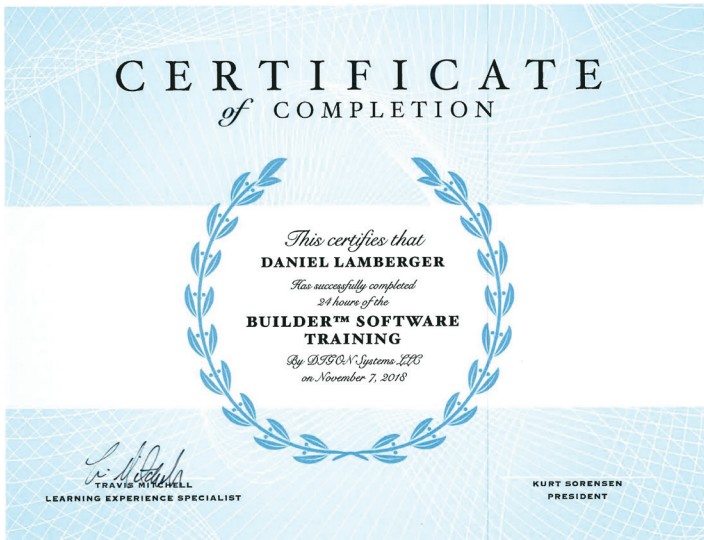 CERTIFICATE
of COMPLETION
This certifies that
DANIEL LAMBERGER
Has successfully completed
24 hours of the
BUILDER™ SOFTWARE
TRAINING
By DIGON Systems LLC
on November 7, 2018
TRAVIS MITCHELL
LEARNING EXPERIENCE SPECIALIST
KURT SORENSEN
PRESIDENT